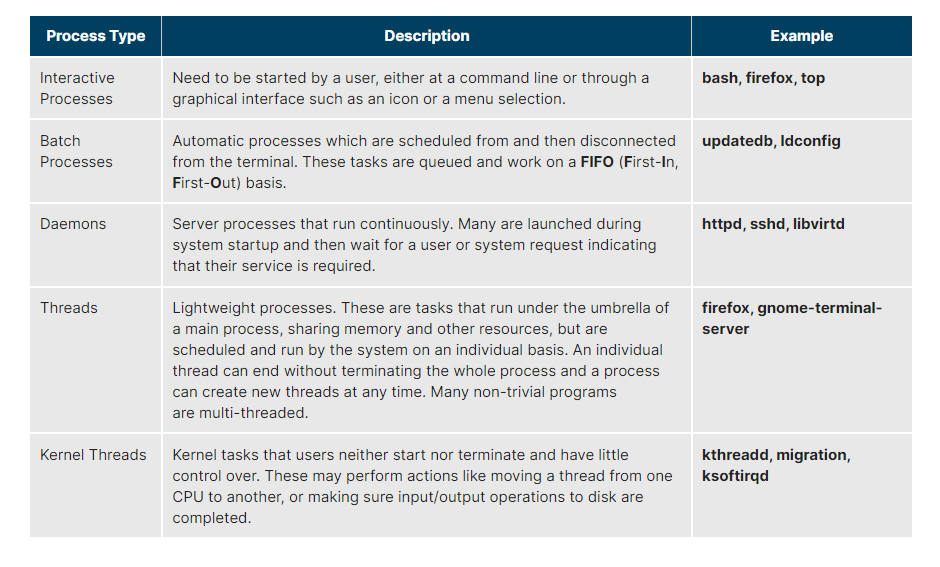 Process Type Description Example
Interactive
Processes
Need to be started by a user, either at a command line or through a
graphical interface such as an icon or a menu selection.
bash, firefox, top
Batch
Processes
Automatic processes which are scheduled from and then disconnected
from the terminal. These tasks are queued and work on a FIFO (First-In,
First-Out) basis.
updatedb, ldconfig
Daemons
Server processes that run continuously. Many are launched during
system startup and then wait for a user or system request indicating
that their service is required.
httpd, sshd, libvirtd
Threads
Lightweight processes. These are tasks that run under the umbrella of
a main process, sharing memory and other resources, but are
scheduled and run by the system on an individual basis. An individual
thread can end without terminating the whole process and a process
can create new threads at any time. Many non-trivial programs
are multi-threaded.
firefox, gnome-terminal-
server
Kernel Threads
Kernel tasks that users neither start nor terminate and have little
control over. These may perform actions like moving a thread from one
CPU to another, or making sure input/output operations to disk are
completed.
kthreadd, migration,
ksoftirqd